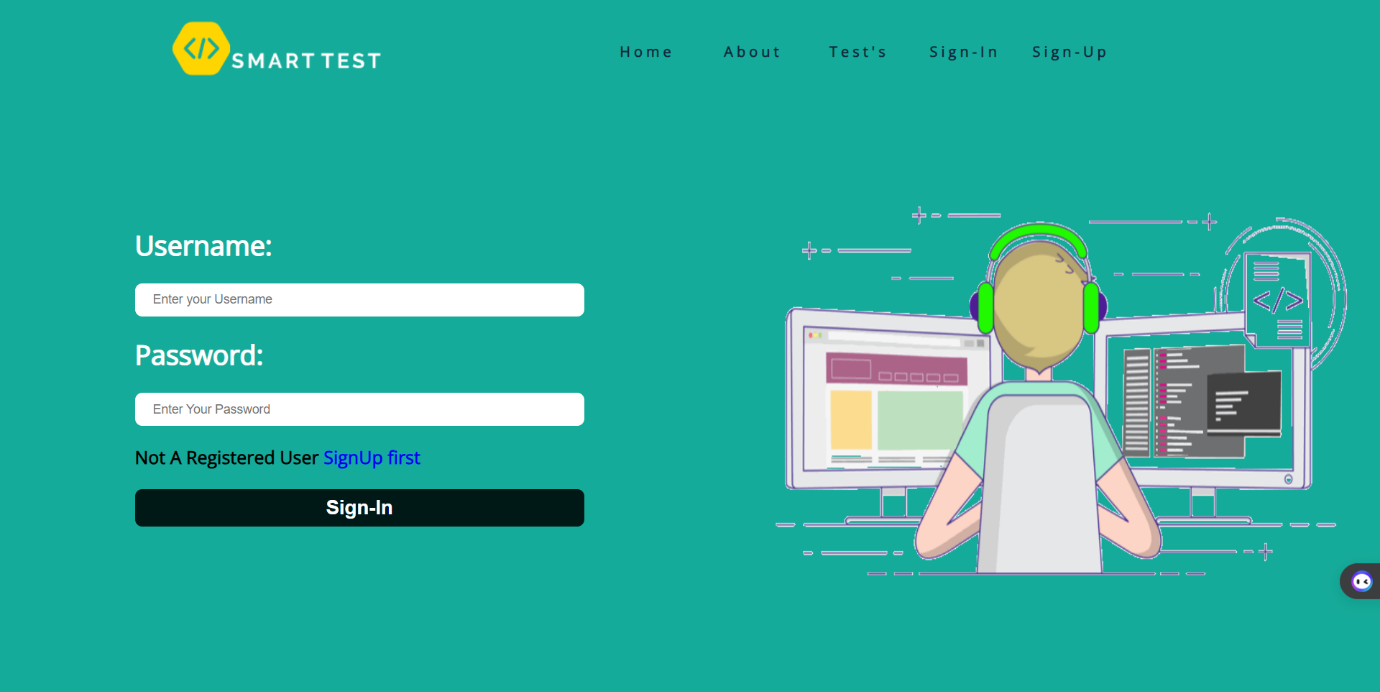 </> SMART TEST
Home About Test's Sign-In Sign-Up
Username:
Enter your Username
Password:
Enter Your Password
Not A Registered User SignUp first
Sign-In
</>